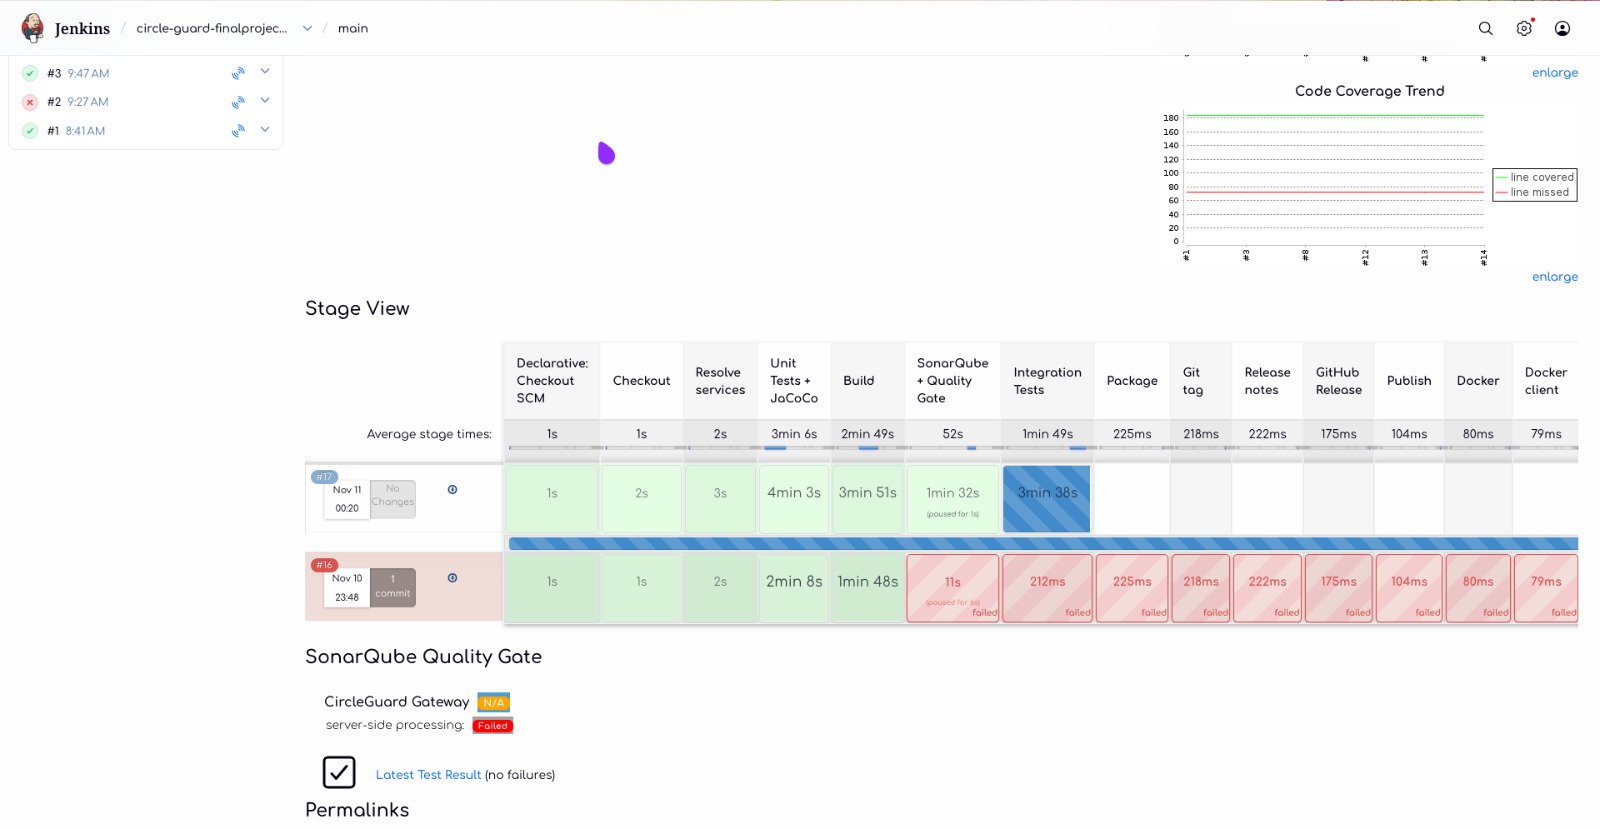 Jenkins / circle-guard-finalprojec... / main
#3 9:47 AM
#2 9:27 AM
#1 8:41 AM
enlarge
Code Coverage Trend
180
160
140
120
100
80
60
40
20
0
#1 #3 #8 #12 #13 #14
line covered
line missed
enlarge
Stage View
Declarative: Checkout SCM
Checkout
Resolve services
Unit Tests + JaCoCo
Build
SonarQube + Quality Gate
Integration Tests
Package
Git tag
Release notes
GitHub Release
Publish
Docker
Docker client
Average stage times: 1s 1s 2s 3min 6s 2min 49s 52s 1min 49s 225ms 218ms 222ms 175ms 104ms 80ms 79ms
#17
Nov 11
00:20
No Changes
1s 2s 3s 4min 3s 3min 51s 1min 32s 3min 38s
(paused for 1s)
#16
Nov 10
23:48
1 commit
1s 1s 2s 2min 8s 1min 48s 11s 212ms 225ms 218ms 222ms 175ms 104ms 80ms 79ms
(paused for 6s)
failed failed failed failed failed failed failed failed failed
SonarQube Quality Gate
CircleGuard Gateway N/A
server-side processing: Failed
Latest Test Result (no failures)
Permalinks